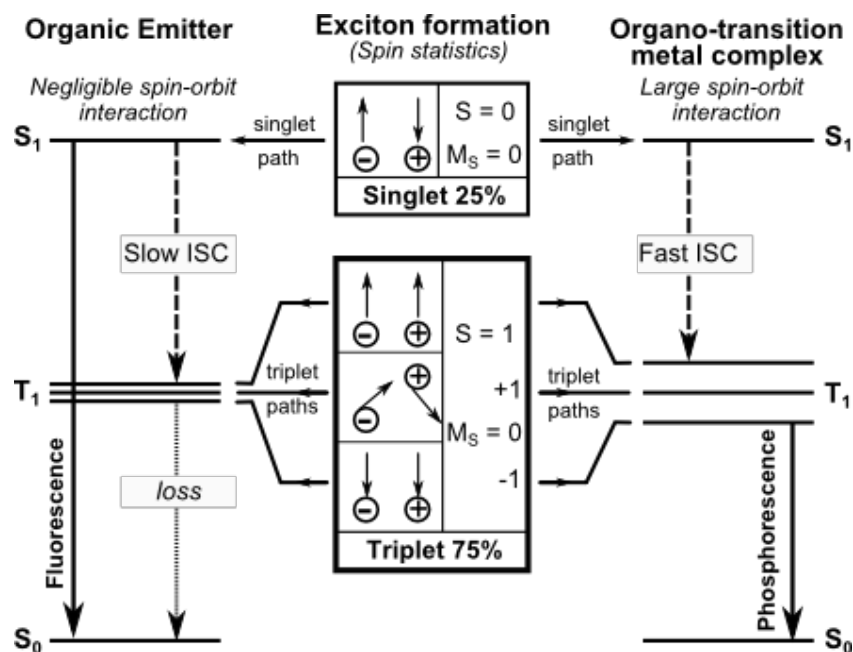 Organic Emitter
Negligible spin-orbit
interaction
S₁
Slow ISC
T₁
Fluorescence
loss
S₀
Exciton formation
(Spin statistics)
singlet
path
S = 0
M_S = 0
Singlet 25%
singlet
path
triplet
paths
S = 1
+1
M_S = 0
-1
Triplet 75%
triplet
paths
Organo-transition
metal complex
Large spin-orbit
interaction
S₁
Fast ISC
T₁
Phosphorescence
S₀